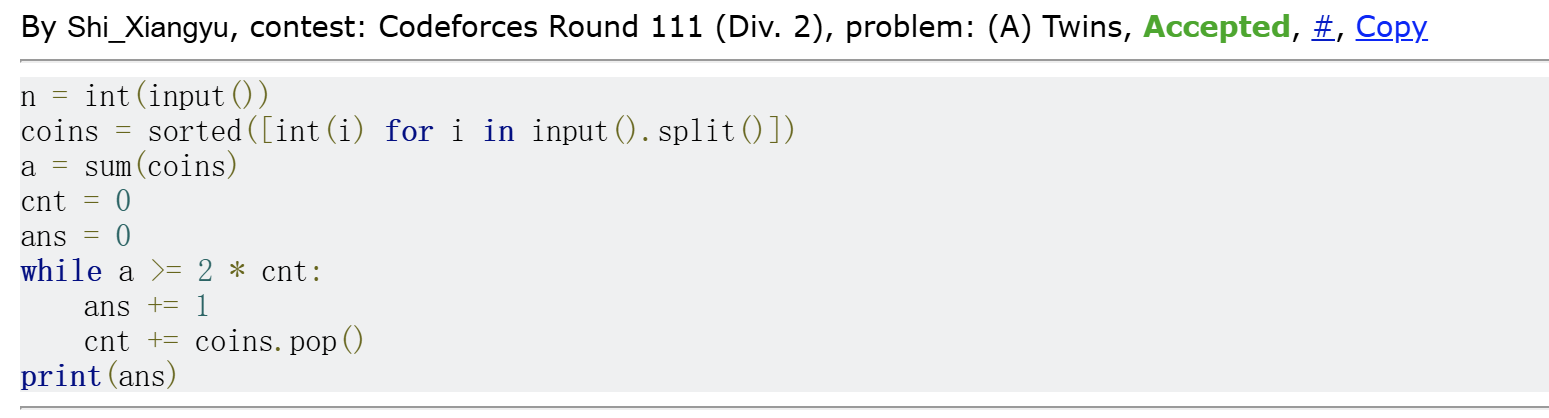 By Shi_Xiangyu, contest: Codeforces Round 111 (Div. 2), problem: (A) Twins, Accepted, #, Copy
n = int(input())
coins = sorted([int(i) for i in input().split()])
a = sum(coins)
cnt = 0
ans = 0
while a >= 2 * cnt:
    ans += 1
    cnt += coins.pop()
print(ans)